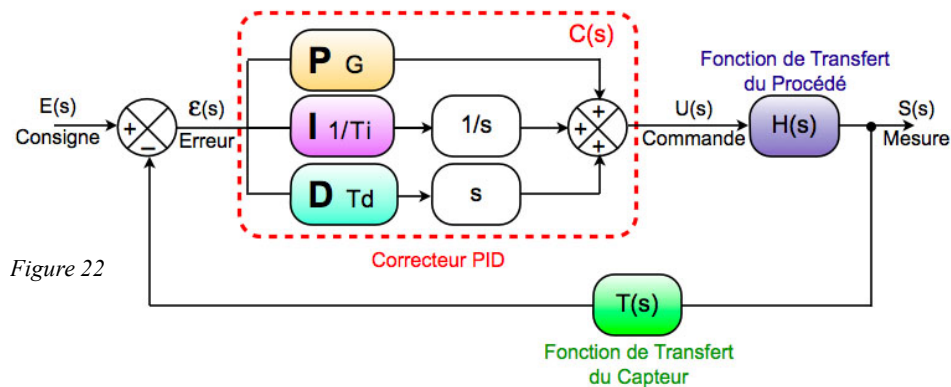 C(s)
P G
Fonction de Transfert
du Procédé
E(s)
Consigne
+
−
ε(s)
Erreur
I 1/Ti
1/s
+
+
+
U(s)
Commande
H(s)
S(s)
Mesure
D Td
s
Correcteur PID
Figure 22
T(s)
Fonction de Transfert
du Capteur